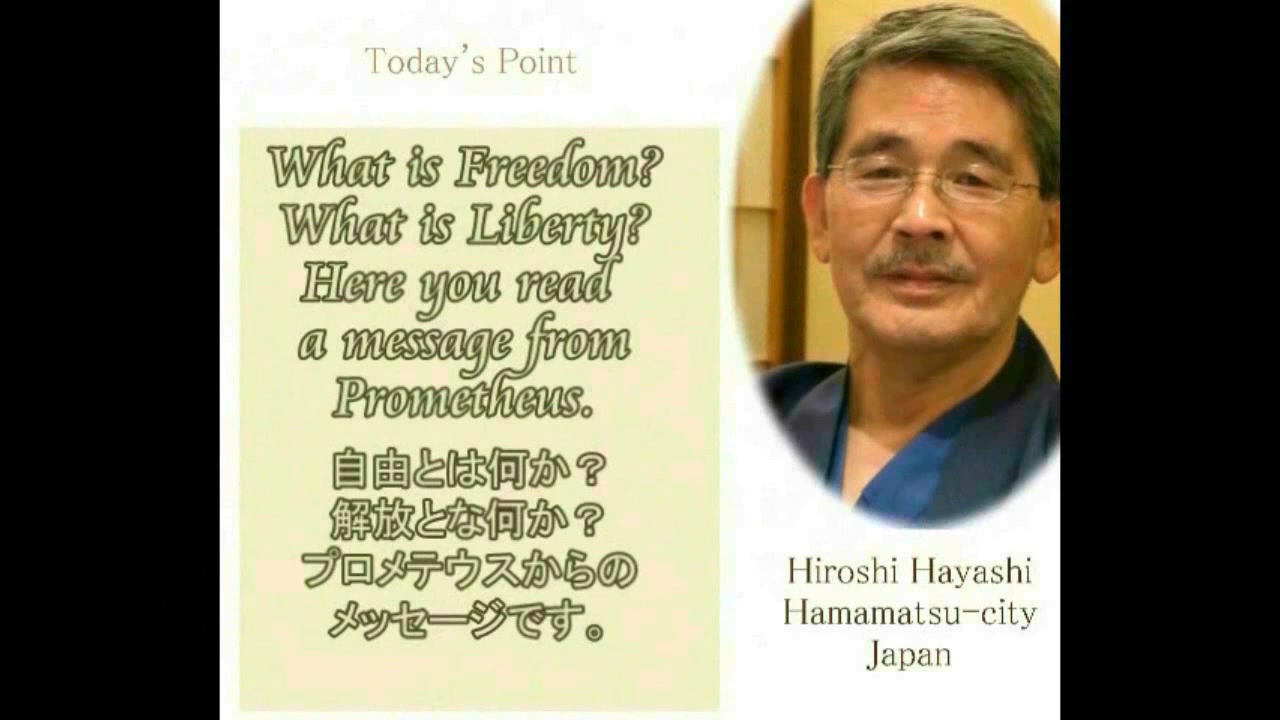 Today's Point
What is Freedom?
What is Liberty?
Here you read
a message from
Prometheus.
自由とは何か？
解放とな何か？
プロメテウスからの
メッセージです。
Hiroshi Hayashi
Hamamatsu-city
Japan